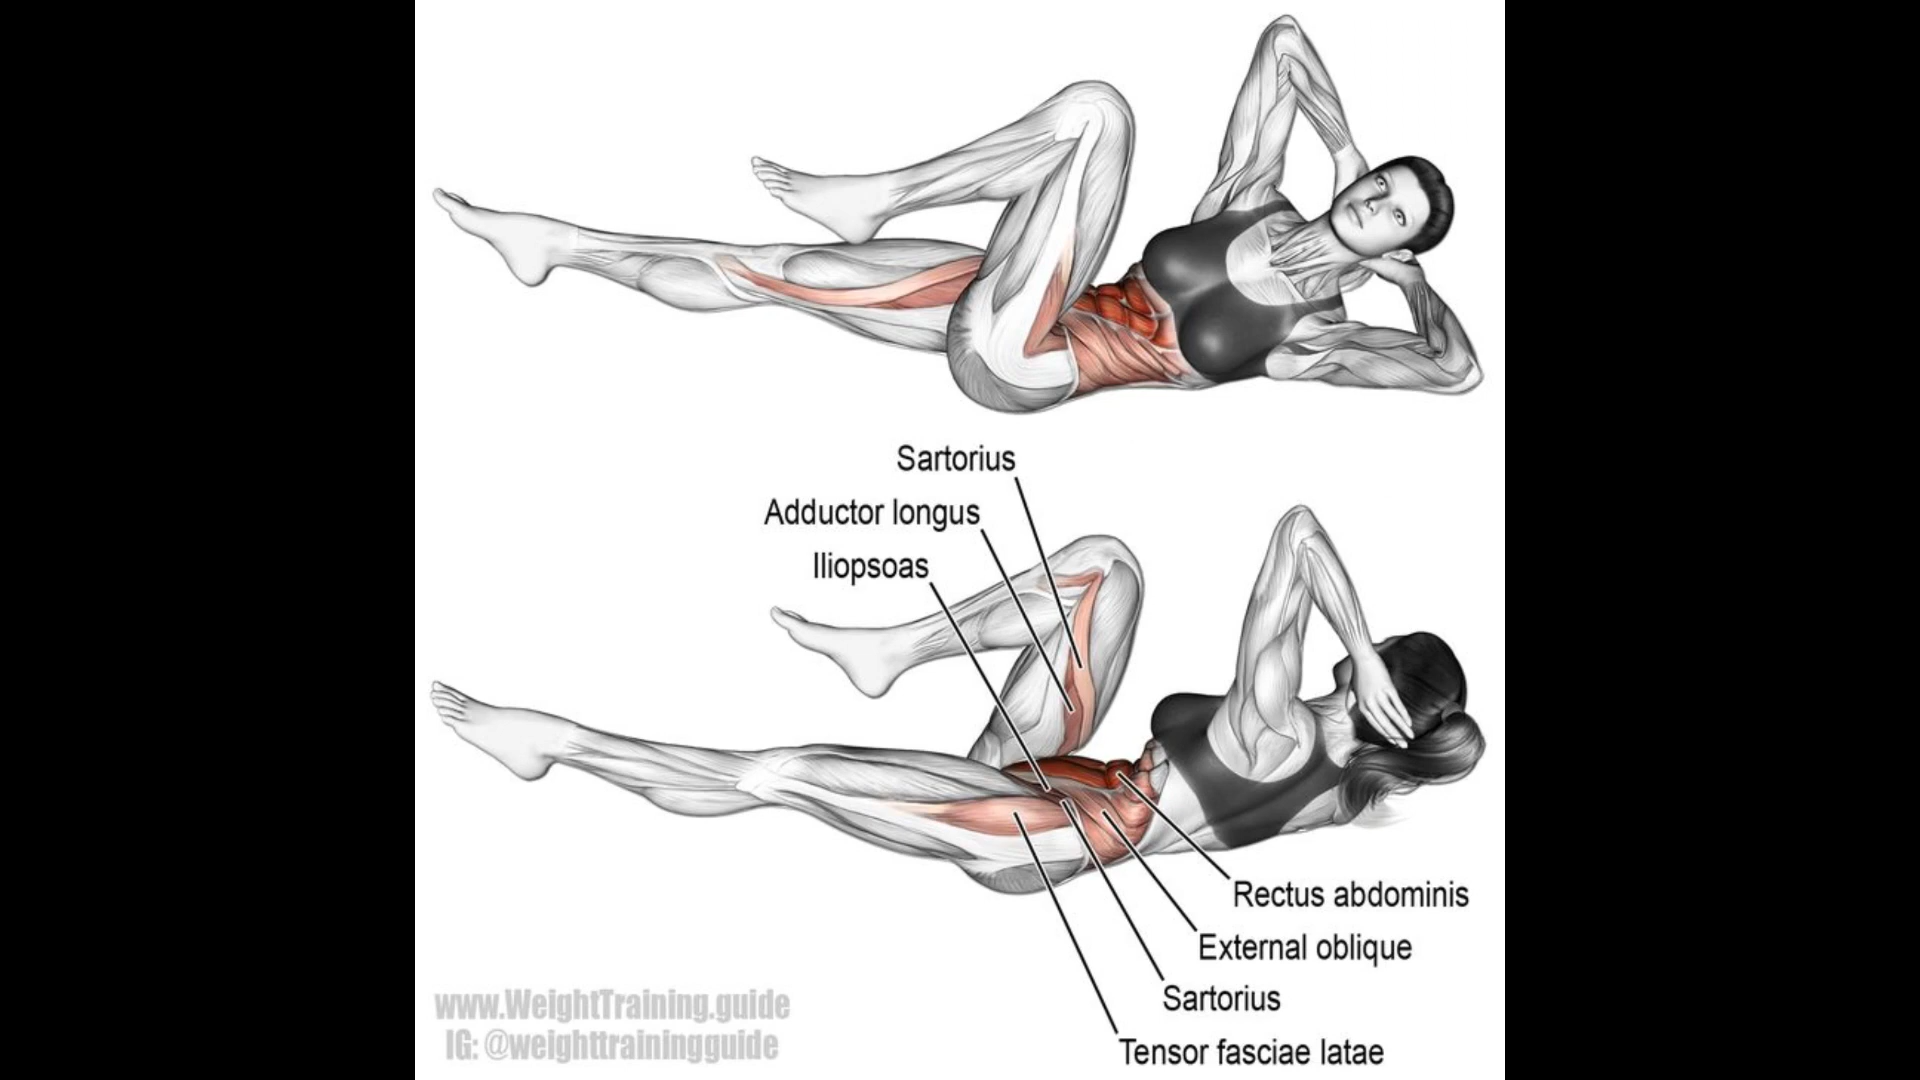 Sartorius
Adductor longus
Iliopsoas
Rectus abdominis
External oblique
Sartorius
Tensor fasciae latae
www.WeightTraining.guide
IG: @weighttrainingguide